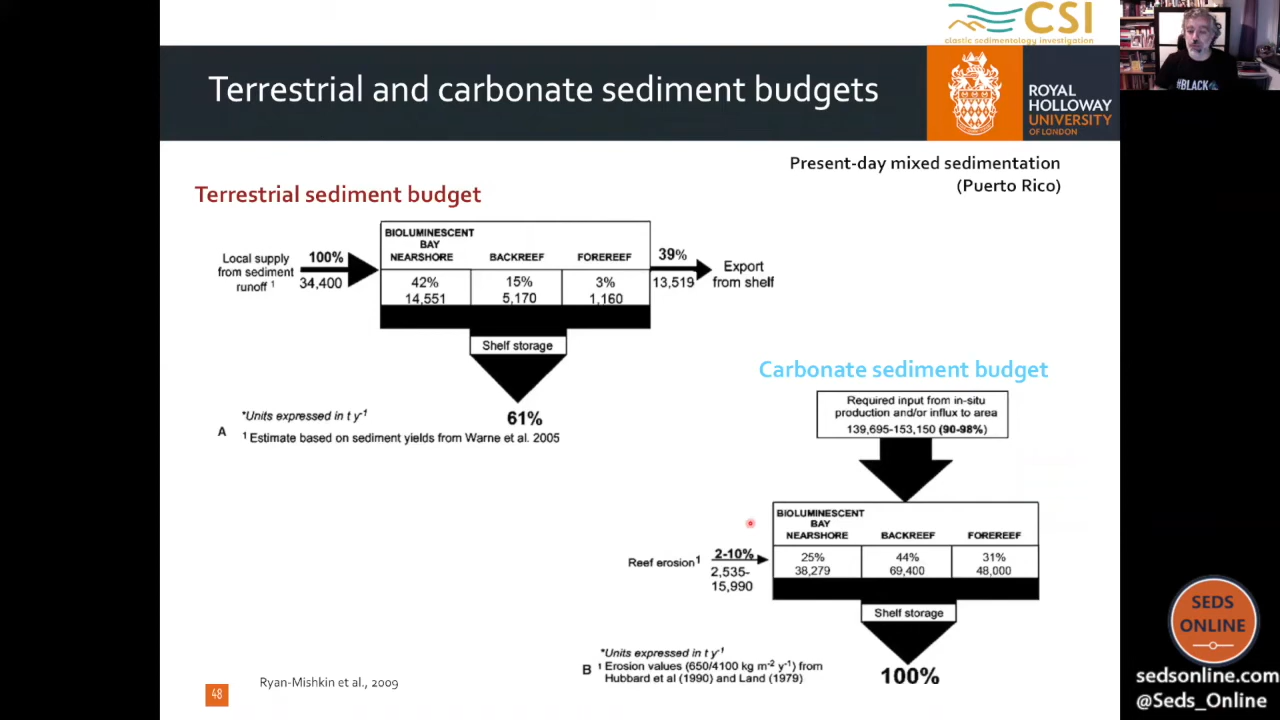 CSI
clastic sedimentology investigation
Terrestrial and carbonate sediment budgets
ROYAL
HOLLOWAY
UNIVERSITY
OF LONDON
#BLACK
Present-day mixed sedimentation
(Puerto Rico)
Terrestrial sediment budget
Local supply
from sediment
runoff 1
100%
34,400
BIOLUMINESCENT
BAY
NEARSHORE BACKREEF FOREREEF
42% 15% 3%
14,551 5,170 1,160
39%
13,519
Export
from shelf
Shelf storage
61%
*Units expressed in t y-1
A
1 Estimate based on sediment yields from Warne et al. 2005
Carbonate sediment budget
Required input from in-situ
production and/or influx to area
139,695-153,150 (90-98%)
Reef erosion1
2-10%
2,535-
15,990
BIOLUMINESCENT
BAY
NEARSHORE BACKREEF FOREREEF
25% 44% 31%
38,279 69,400 48,000
Shelf storage
100%
*Units expressed in t y-1
B
1 Erosion values (650/4100 kg m-2 y-1) from
Hubbard et al (1990) and Land (1979)
48
Ryan-Mishkin et al., 2009
SEDS
ONLINE
sedsonline.com
@Seds_Online